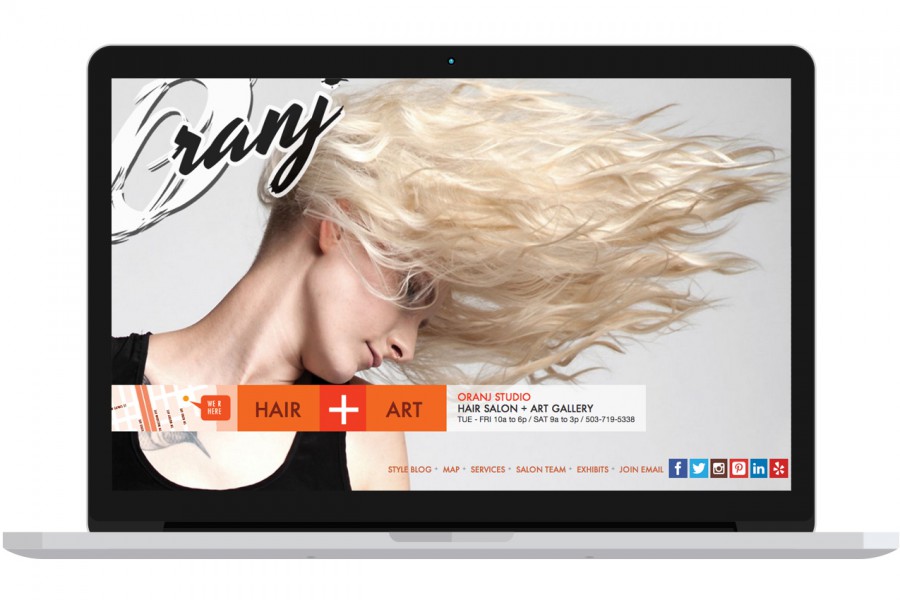 Oranj
WE R
HERE
HAIR + ART
ORANJ STUDIO
HAIR SALON + ART GALLERY
TUE - FRI 10a to 6p / SAT 9a to 3p / 503-719-5338
STYLE BLOG • MAP • SERVICES • SALON TEAM • EXHIBITS • JOIN EMAIL